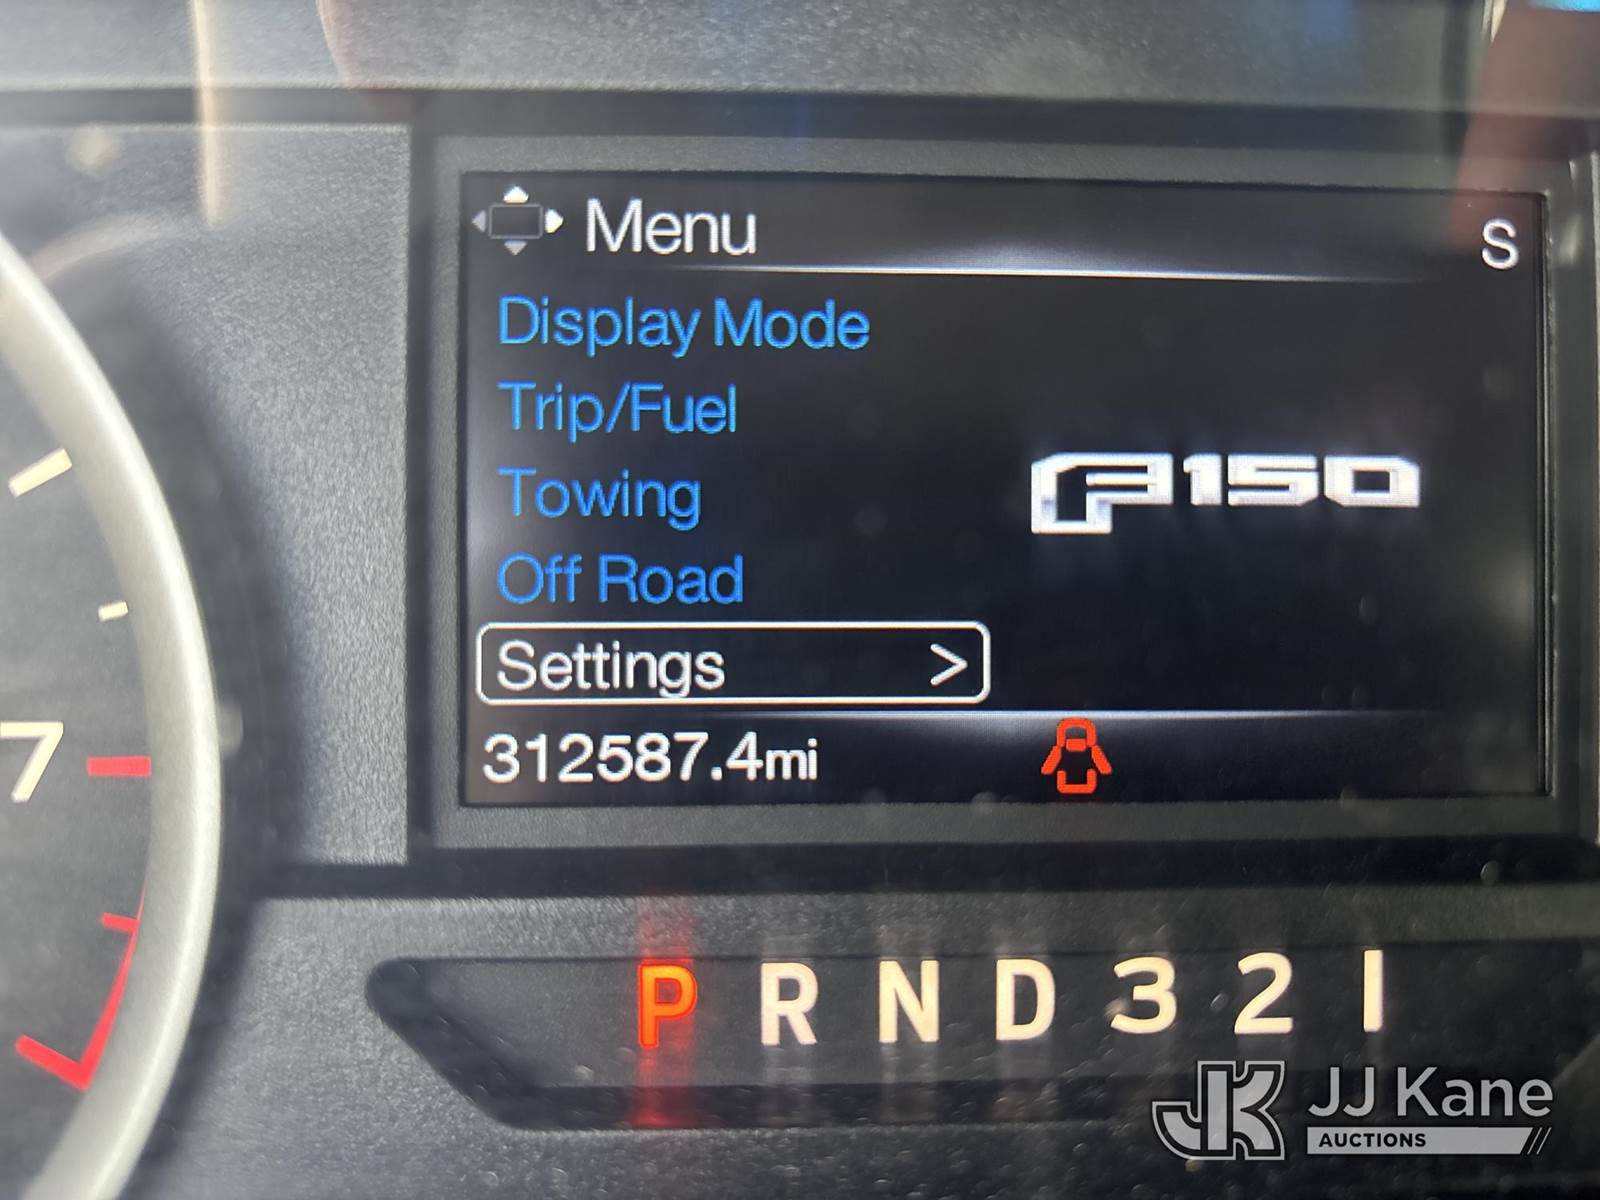 Menu
S
Display Mode
Trip/Fuel
Towing
F150
Off Road
Settings >
7
312587.4mi
P R N D 3 2 1
JK JJ Kane
AUCTIONS